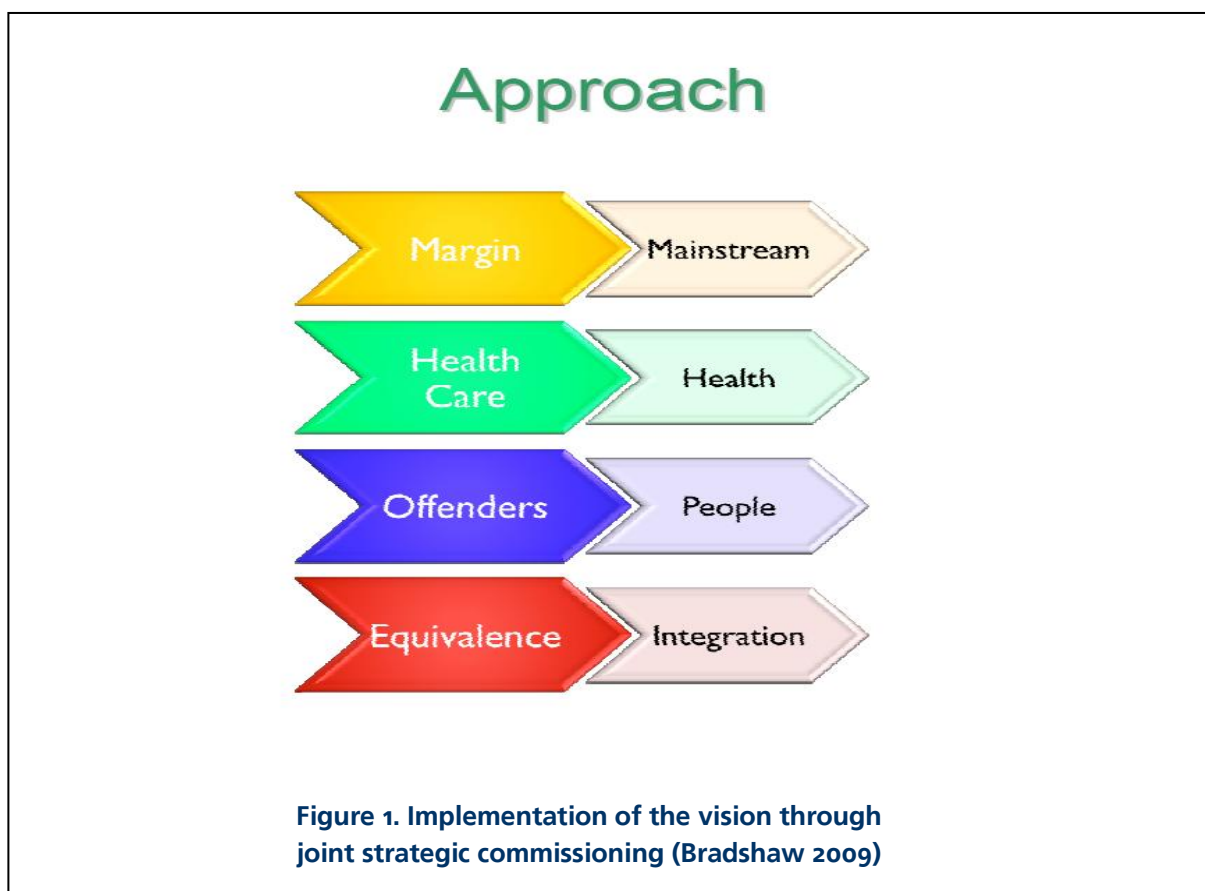 Approach
Margin
Mainstream
Health
Care
Health
Offenders
People
Equivalence
Integration
Figure 1. Implementation of the vision through
joint strategic commissioning (Bradshaw 2009)